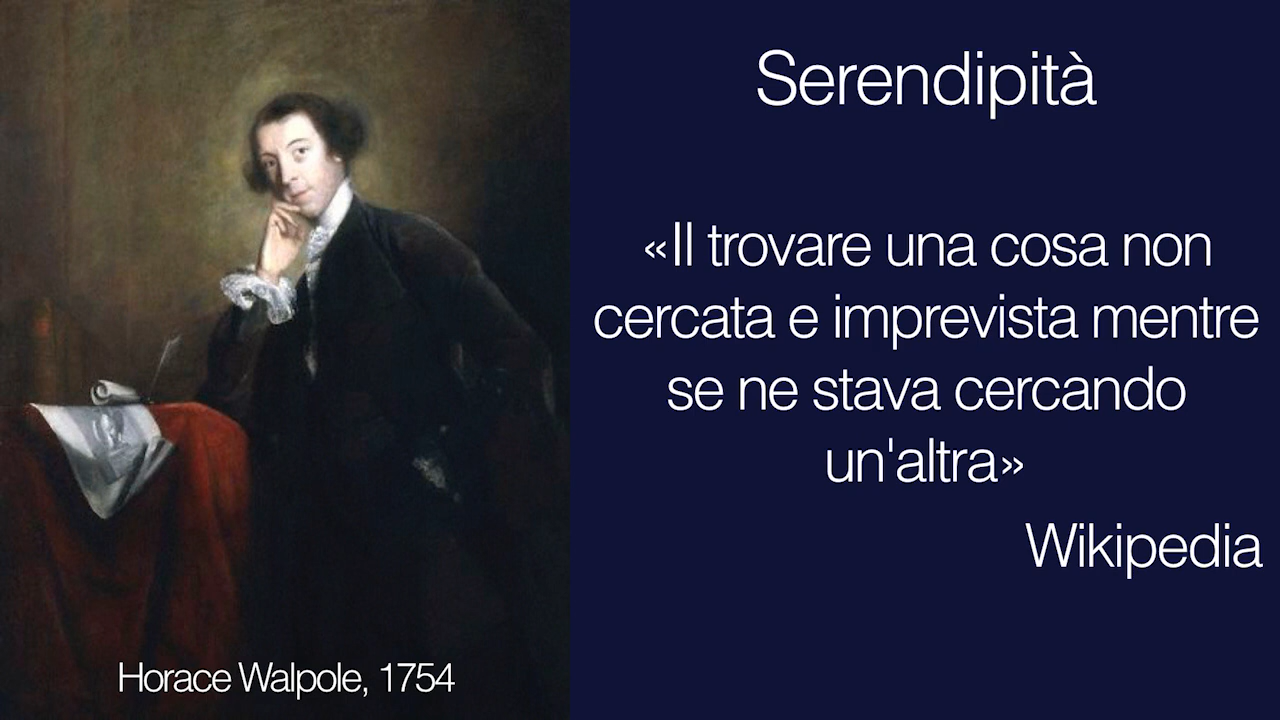 Serendipità
«Il trovare una cosa non
cercata e imprevista mentre
se ne stava cercando
un'altra»
Wikipedia
Horace Walpole, 1754